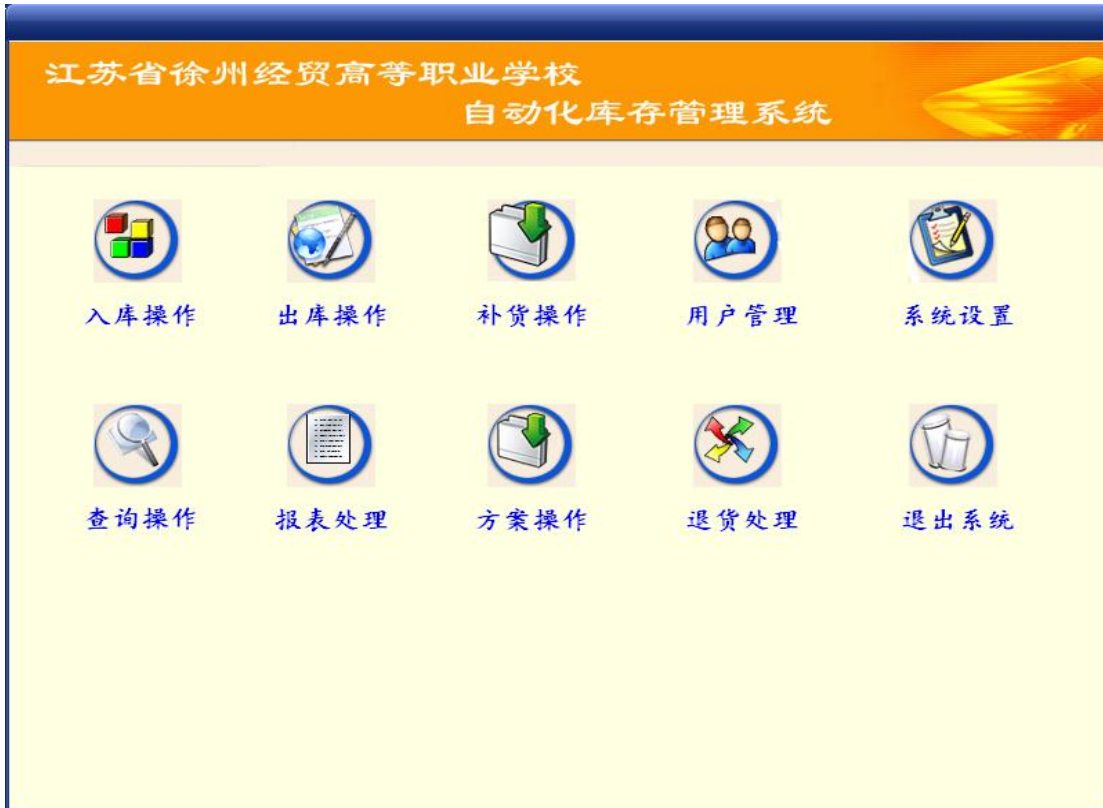 江苏省徐州经贸高等职业学校
自动化库存管理系统
入库操作 出库操作 补货操作 用户管理 系统设置
查询操作 报表处理 方案操作 退货处理 退出系统